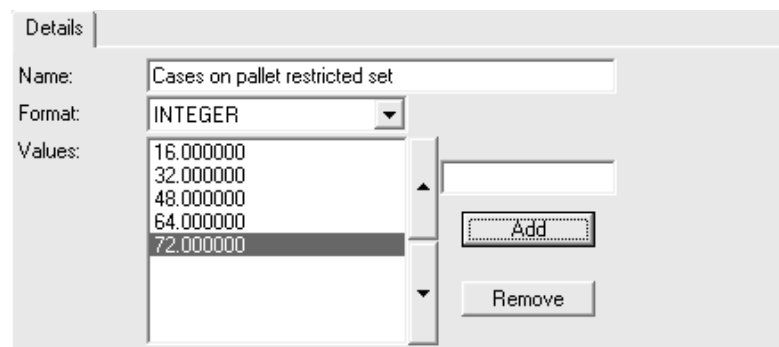 Details
Name: Cases on pallet restricted set
Format: INTEGER
Values:
16.000000
32.000000
48.000000
64.000000
72.000000
Add
Remove